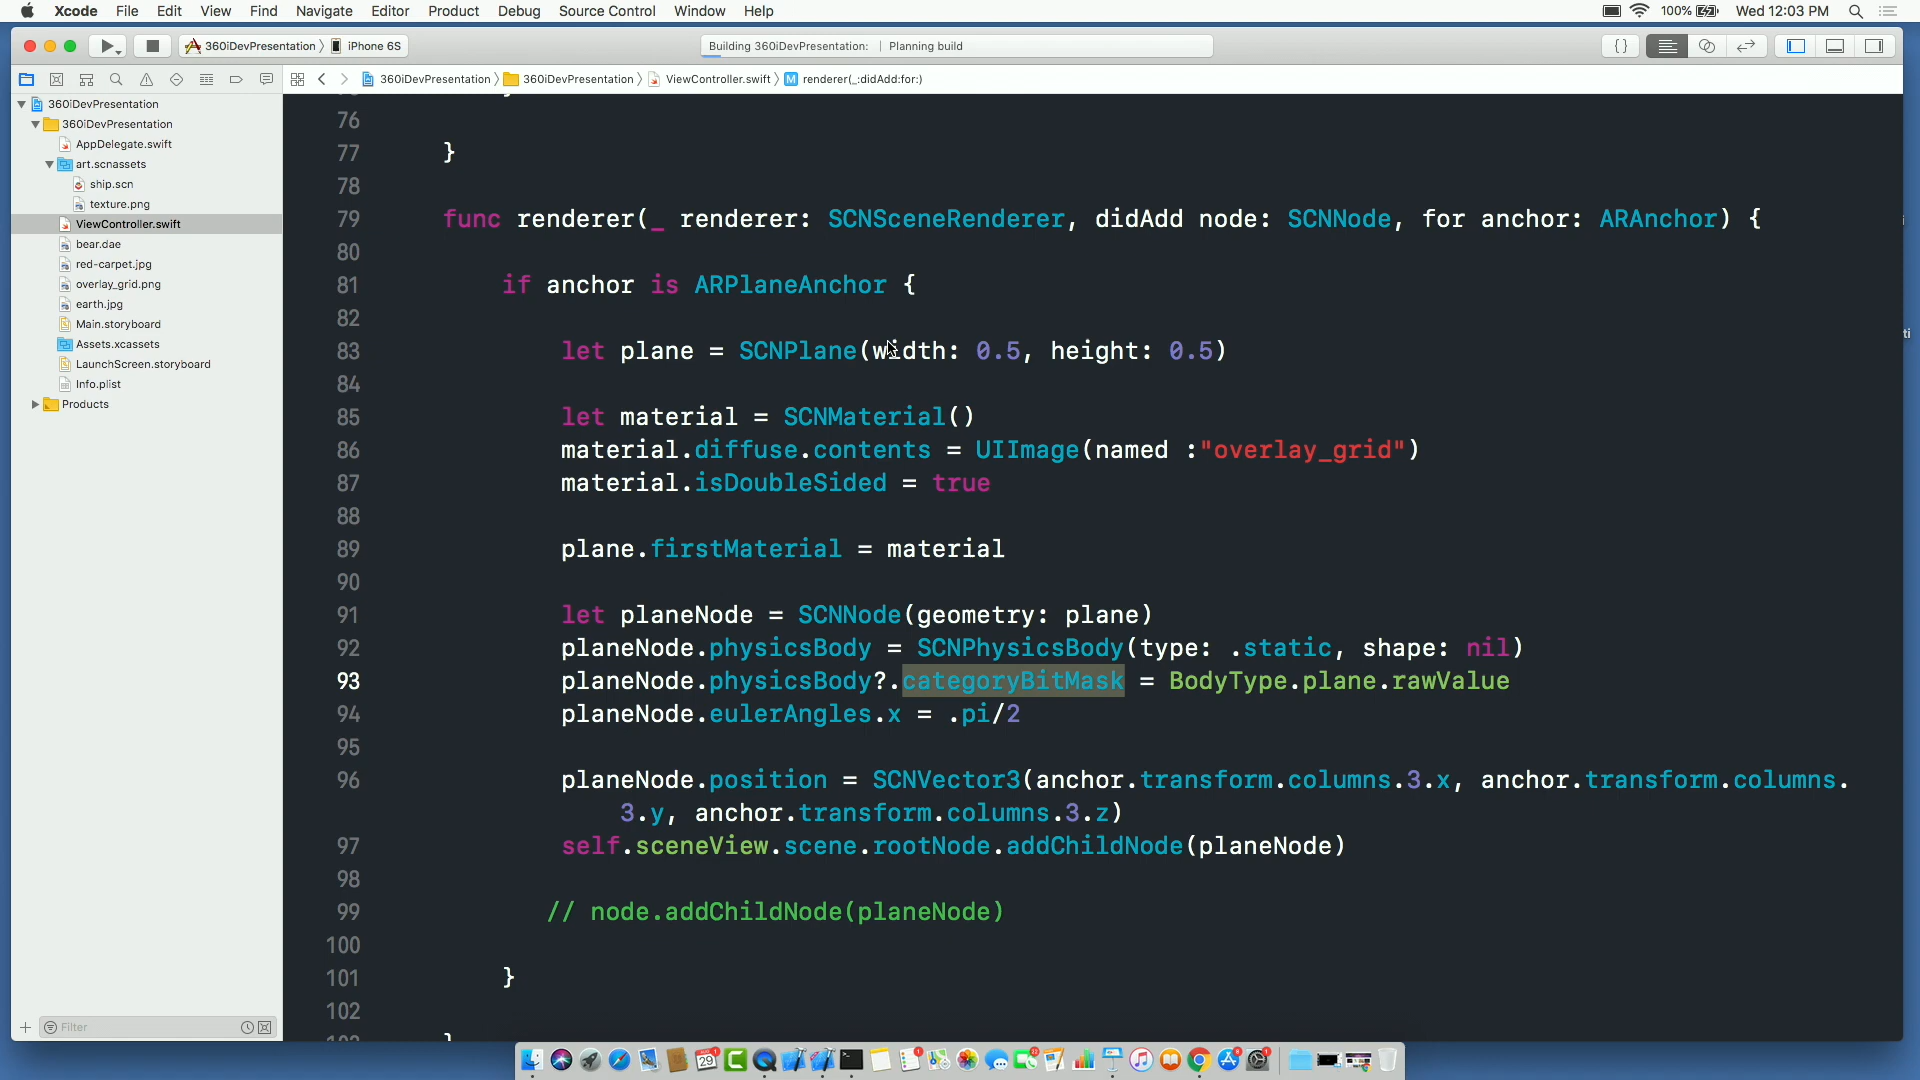 Xcode File Edit View Find Navigate Editor Product Debug Source Control Window Help 100% Wed 12:03 PM
360iDevPresentation iPhone 6S Building 360iDevPresentation: | Planning build { }
360iDevPresentation 360iDevPresentation ViewController.swift M renderer(_:didAdd:for:)
360iDevPresentation
360iDevPresentation
AppDelegate.swift
art.scnassets
ship.scn
texture.png
ViewController.swift
bear.dae
red-carpet.jpg
overlay_grid.png
earth.jpg
Main.storyboard
Assets.xcassets
LaunchScreen.storyboard
Info.plist
Products
Filter
76
77 }
78
79 func renderer(_ renderer: SCNSceneRenderer, didAdd node: SCNNode, for anchor: ARAnchor) {
80
81 if anchor is ARPlaneAnchor {
82
83 let plane = SCNPlane(width: 0.5, height: 0.5)
84
85 let material = SCNMaterial()
86 material.diffuse.contents = UIImage(named :"overlay_grid")
87 material.isDoubleSided = true
88
89 plane.firstMaterial = material
90
91 let planeNode = SCNNode(geometry: plane)
92 planeNode.physicsBody = SCNPhysicsBody(type: .static, shape: nil)
93 planeNode.physicsBody?.categoryBitMask = BodyType.plane.rawValue
94 planeNode.eulerAngles.x = .pi/2
95
96 planeNode.position = SCNVector3(anchor.transform.columns.3.x, anchor.transform.columns.
3.y, anchor.transform.columns.3.z)
97 self.sceneView.scene.rootNode.addChildNode(planeNode)
98
99 // node.addChildNode(planeNode)
100
101 }
102